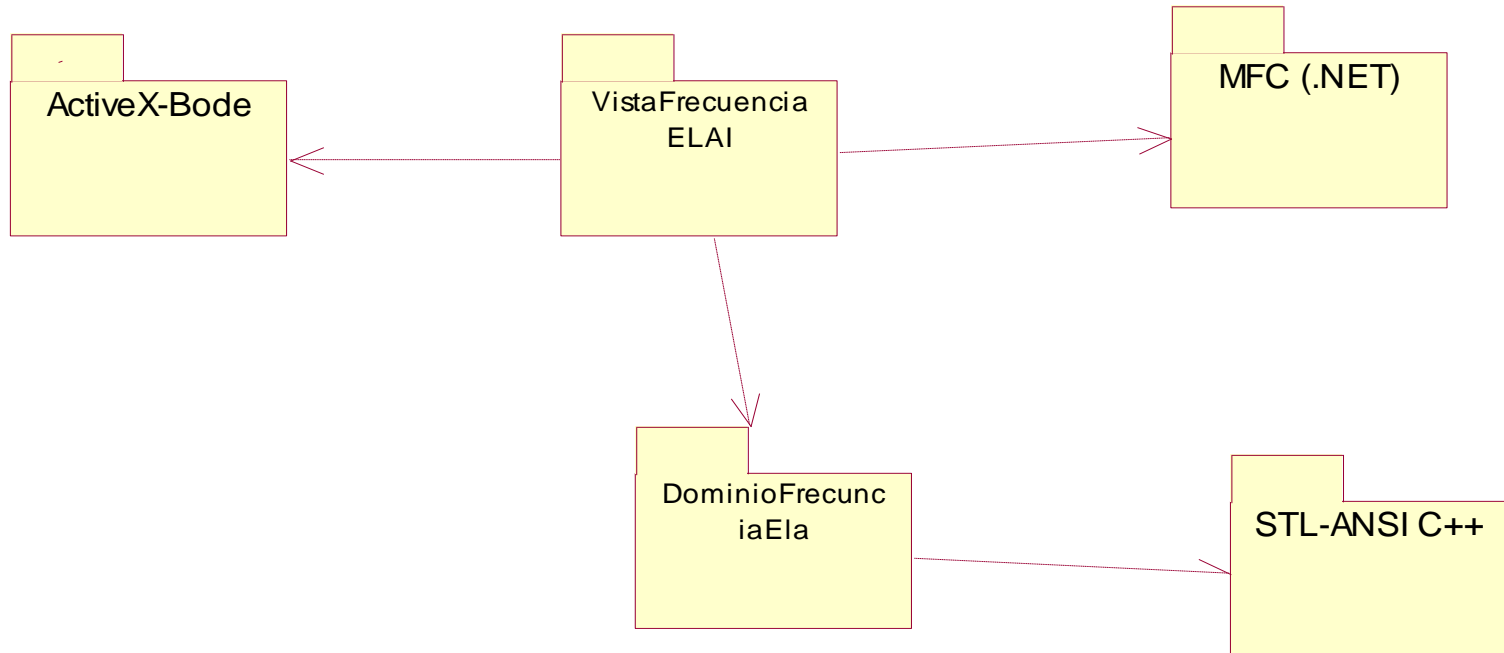 ActiveX-Bode
VistaFrecuencia
ELAI
MFC (.NET)
DominioFrecunc
iaEla
STL-ANSI C++